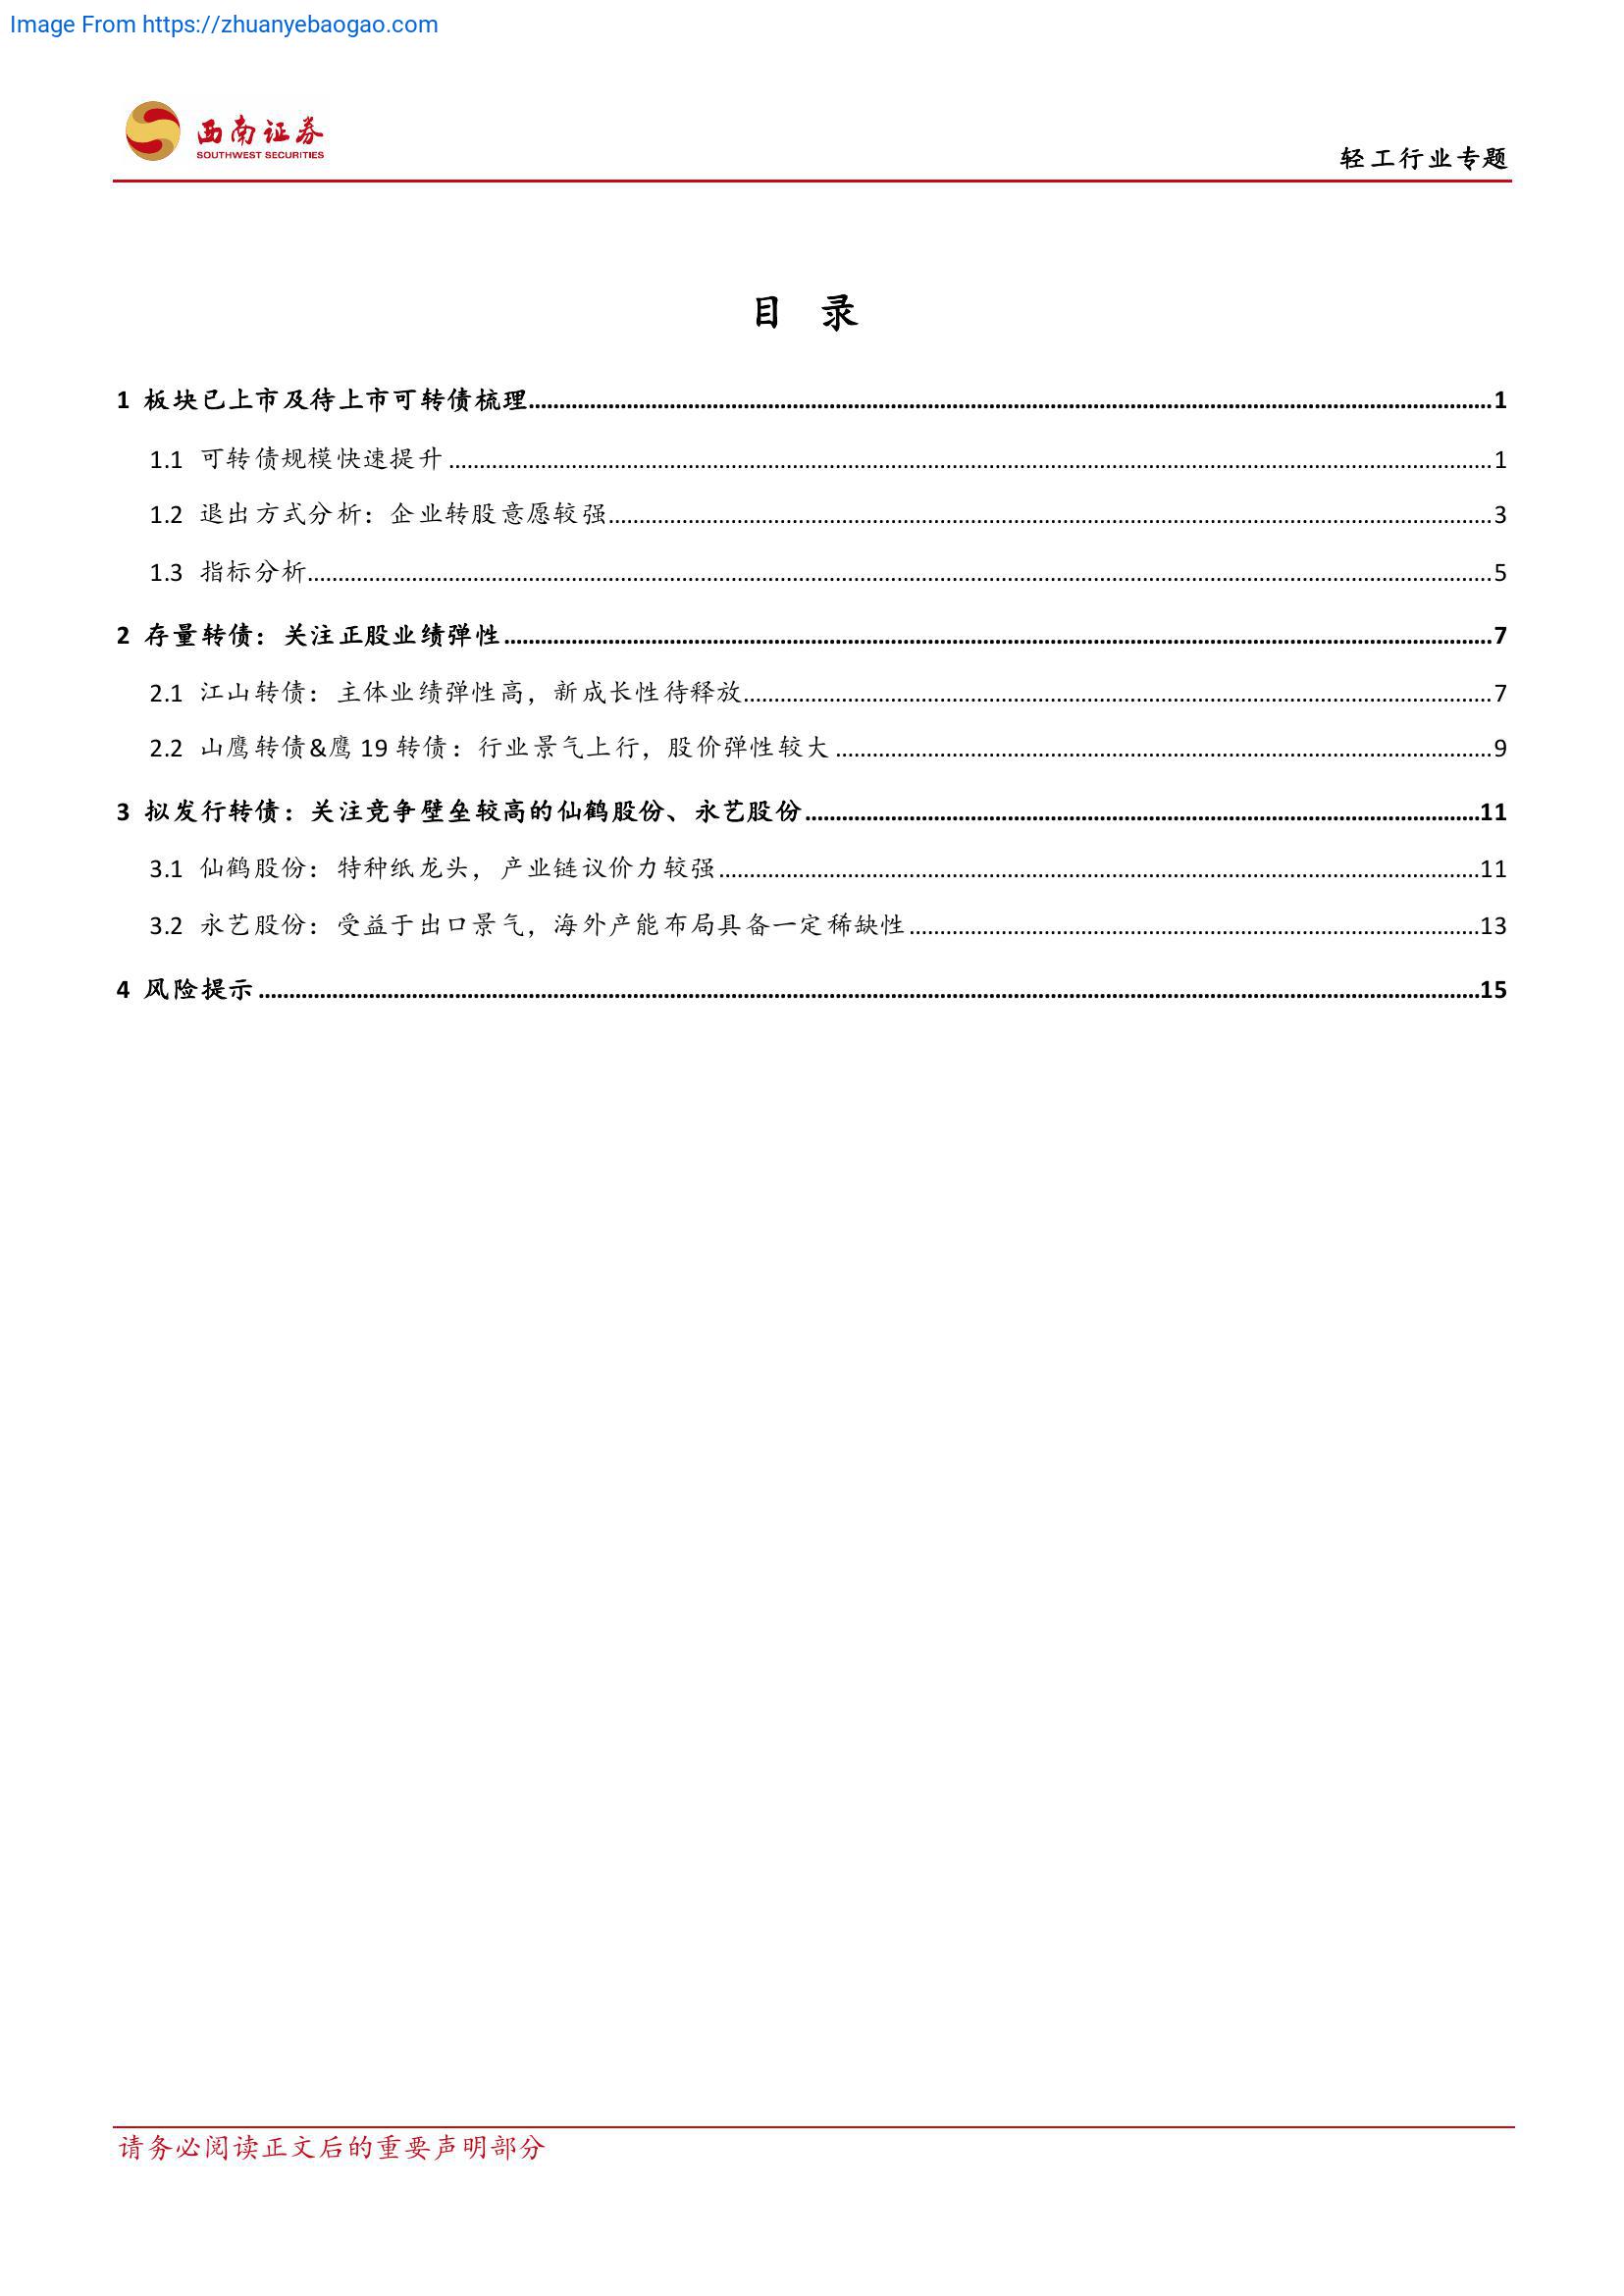 Image From https://zhuanyebaogao.com
西南证券
SOUTHWEST SECURITIES
轻工行业专题
目 录
1 板块已上市及待上市可转债梳理........1
1.1 可转债规模快速提升........1
1.2 退出方式分析：企业转股意愿较强........3
1.3 指标分析........5
2 存量转债：关注正股业绩弹性........7
2.1 江山转债：主体业绩弹性高，新成长性待释放........7
2.2 山鹰转债&鹰 19 转债：行业景气上行，股价弹性较大........9
3 拟发行转债：关注竞争壁垒较高的仙鹤股份、永艺股份........11
3.1 仙鹤股份：特种纸龙头，产业链议价力较强........11
3.2 永艺股份：受益于出口景气，海外产能布局具备一定稀缺性........13
4 风险提示........15
请务必阅读正文后的重要声明部分